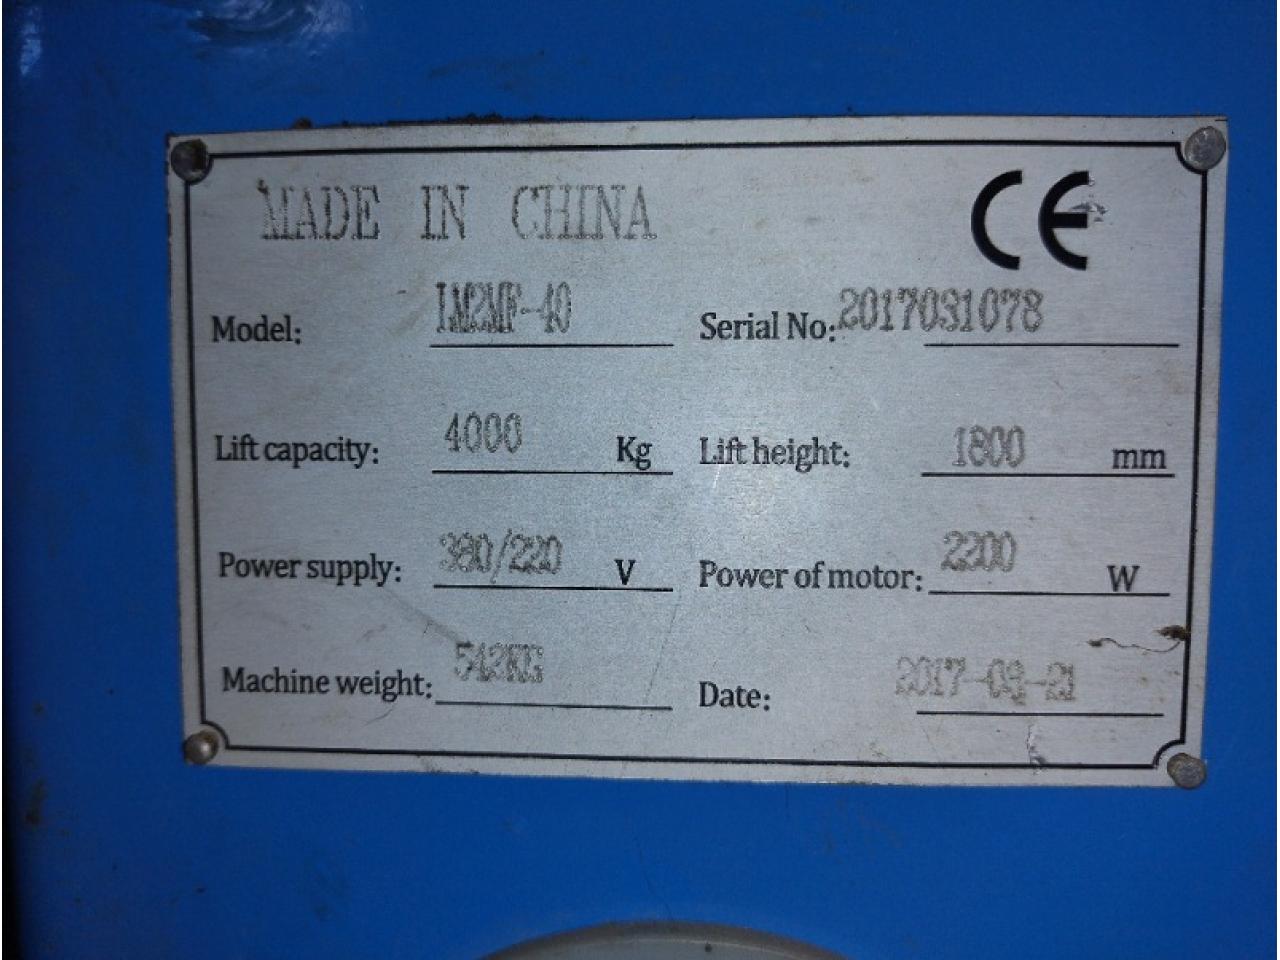 MADE IN CHINA CE
Model: LM2MF-40 Serial No: 2017031078
Lift capacity: 4000 Kg Lift height: 1800 mm
Power supply: 380/220 V Power of motor: 2200 W
Machine weight: 542KG Date: 2017-03-21